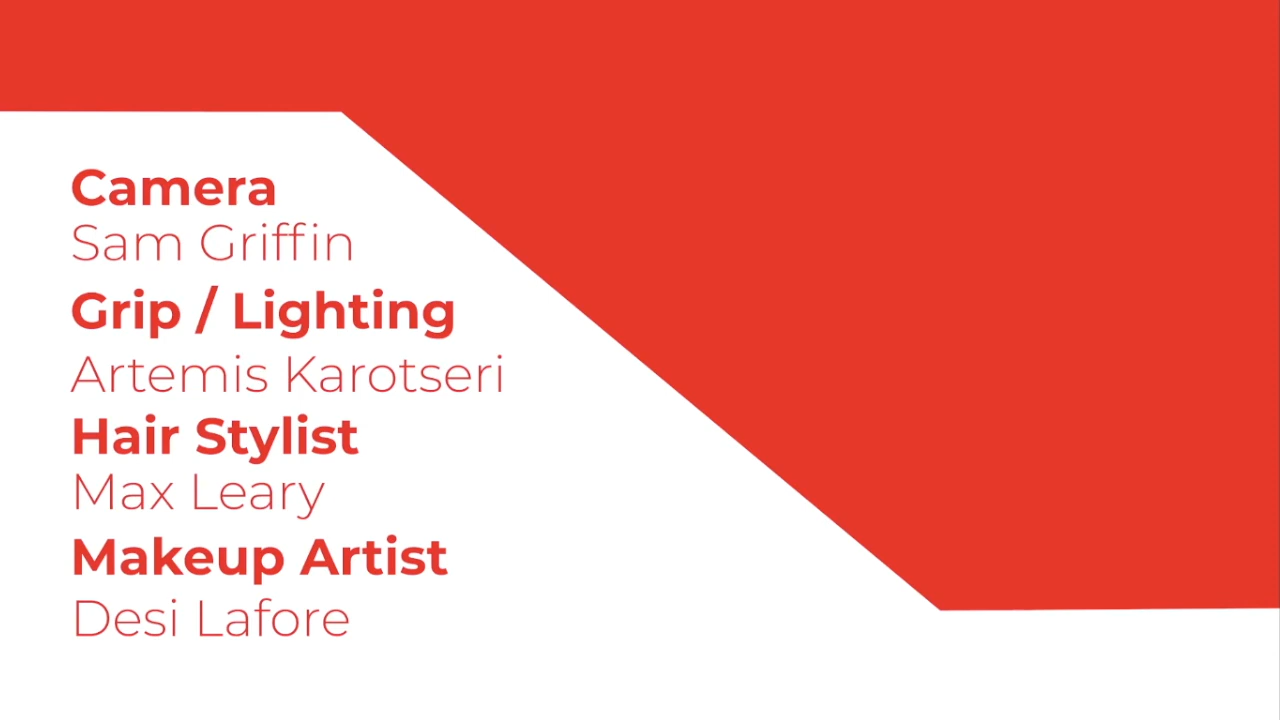 Camera
Sam Griffin
Grip / Lighting
Artemis Karotseri
Hair Stylist
Max Leary
Makeup Artist
Desi Lafore